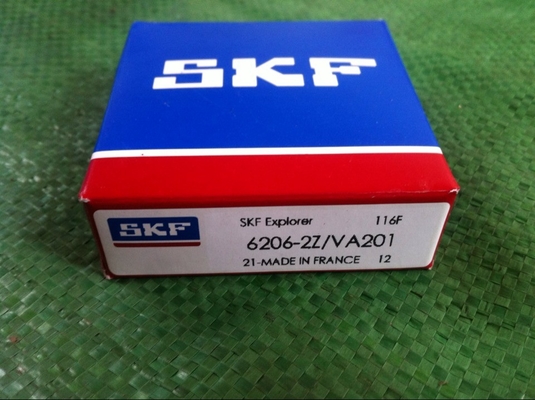 SKF
SKF Explorer 116F
SKF 6206-2Z/VA201
21-MADE IN FRANCE 12